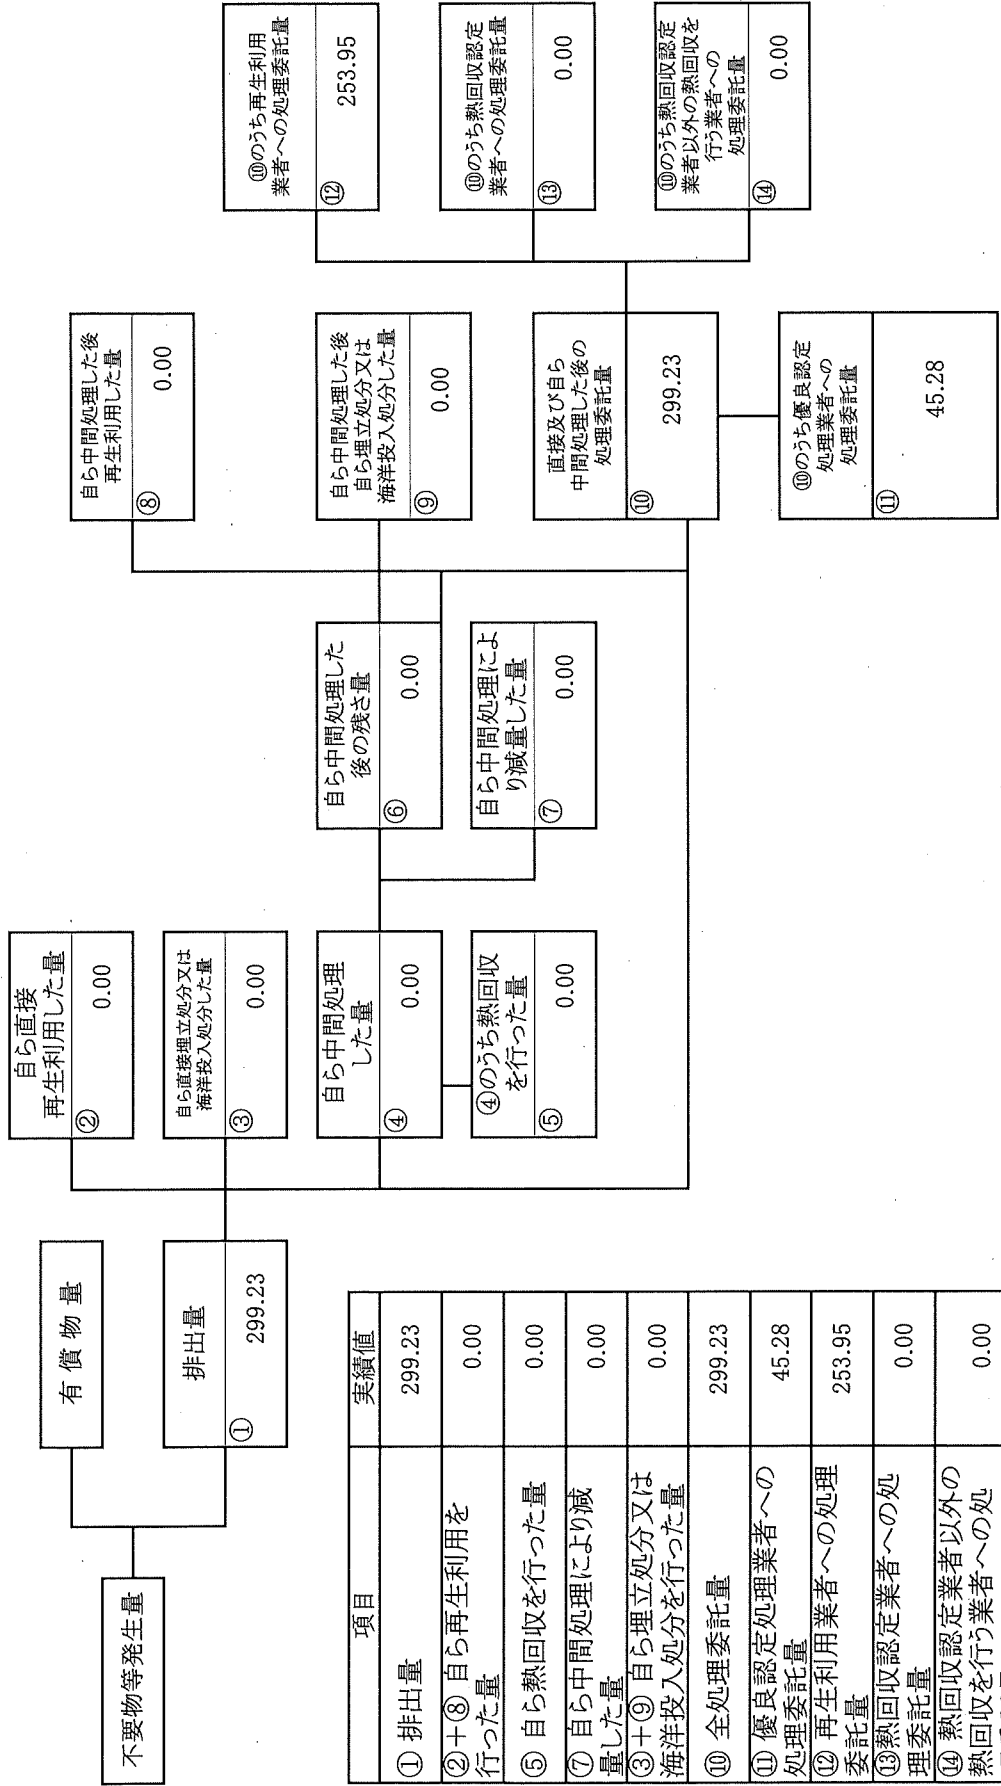 不要物等発生量
有償物量
排出量
①
299.23
自ら直接
再生利用した量
②
0.00
自ら直接埋立処分又は
海洋投入処分した量
③
0.00
自ら中間処理
した量
④
0.00
④のうち熱回収
を行った量
⑤
0.00
自ら中間処理した
後の残さ量
⑥
0.00
自ら中間処理によ
り減量した量
⑦
0.00
自ら中間処理した後
再生利用した量
⑧
0.00
自ら中間処理した後
自ら埋立処分又は
海洋投入処分した量
⑨
0.00
直接及び自ら
中間処理した後の
処理委託量
⑩
299.23
⑩のうち優良認定
処理業者への
処理委託量
⑪
45.28
⑩のうち再生利用
業者への処理委託量
⑫
253.95
⑩のうち熱回収認定
業者への処理委託量
⑬
0.00
⑩のうち熱回収認定
業者以外の熱回収を
行う業者への
処理委託量
⑭
0.00
項目
実績値
① 排出量
299.23
②＋⑧ 自ら再生利用を
行った量
0.00
⑤ 自ら熱回収を行った量
0.00
⑦ 自ら中間処理により減
量した量
0.00
③＋⑨ 自ら埋立処分又は
海洋投入処分を行った量
0.00
⑩ 全処理委託量
299.23
⑪ 優良認定処理業者への
処理委託量
45.28
⑫ 再生利用業者への処理
委託量
253.95
⑬熱回収認定業者への処
理委託量
0.00
⑭ 熱回収認定業者以外の
熱回収を行う業者への処
0.00